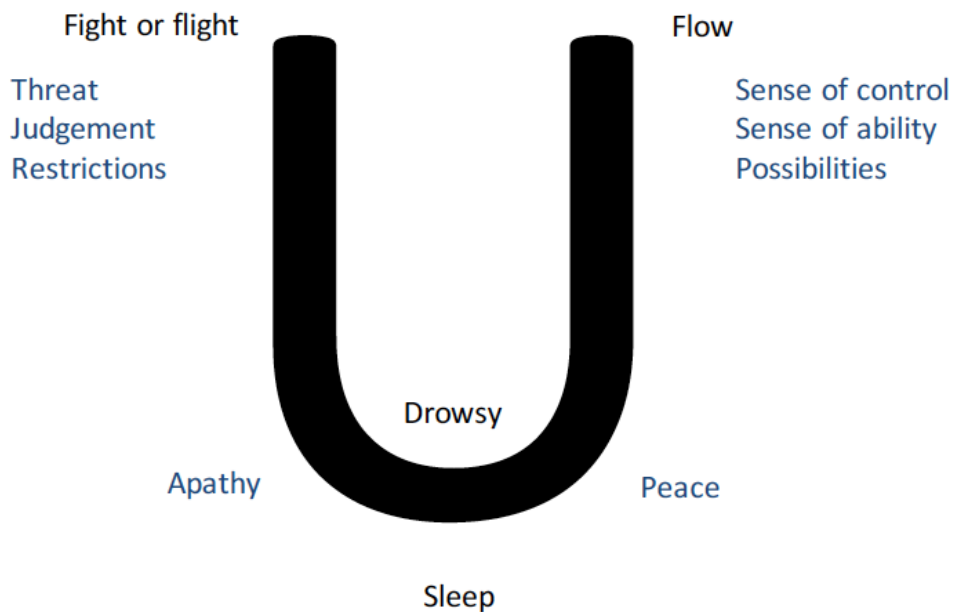 Fight or flight
Flow
Threat
Judgement
Restrictions
Sense of control
Sense of ability
Possibilities
Drowsy
Apathy
Peace
Sleep